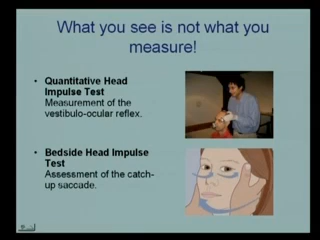 What you see is not what you
measure!
• Quantitative Head
Impulse Test
Measurement of the
vestibulo-ocular reflex.
• Bedside Head Impulse
Test
Assessment of the catch-
up saccade.